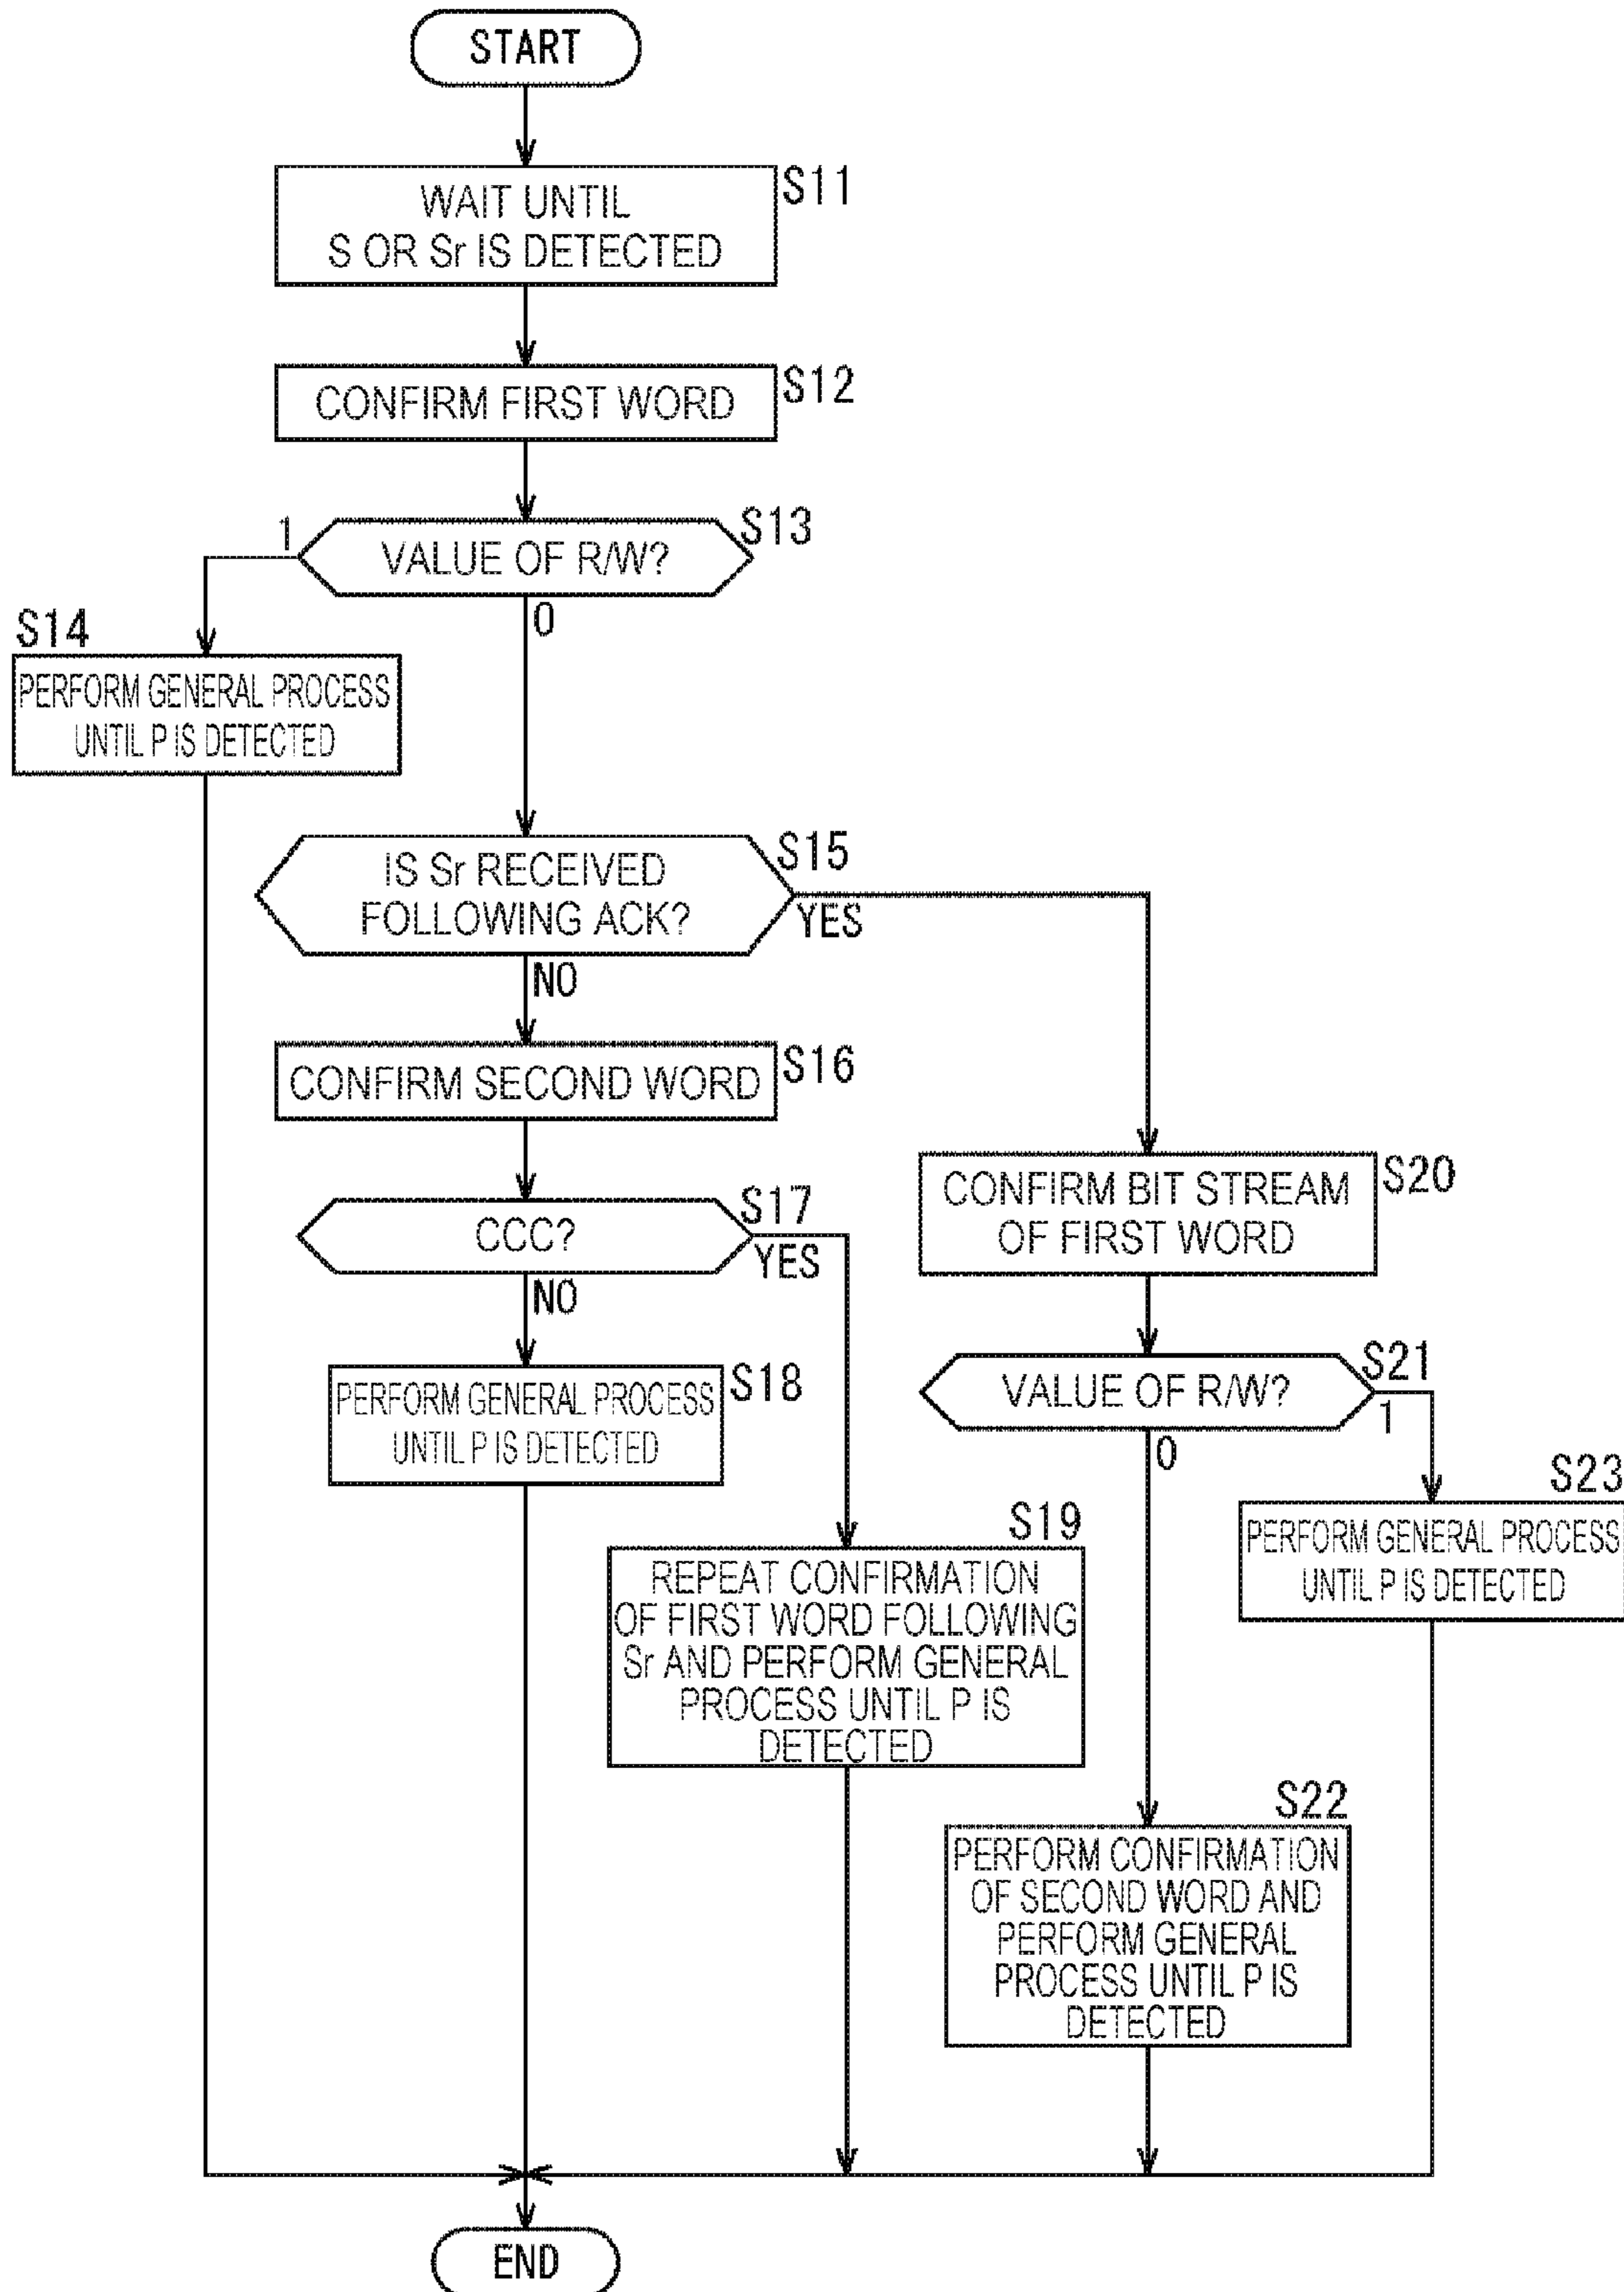 START
S11
WAIT UNTIL
S OR Sr IS DETECTED
S12
CONFIRM FIRST WORD
S13
1
VALUE OF R/W?
0
S14
PERFORM GENERAL PROCESS
UNTIL P IS DETECTED
S15
IS Sr RECEIVED
FOLLOWING ACK?
YES
NO
S16
CONFIRM SECOND WORD
S17
CCC?
YES
NO
S18
PERFORM GENERAL PROCESS
UNTIL P IS DETECTED
S19
REPEAT CONFIRMATION
OF FIRST WORD FOLLOWING
Sr AND PERFORM GENERAL
PROCESS UNTIL P IS
DETECTED
S20
CONFIRM BIT STREAM
OF FIRST WORD
S21
VALUE OF R/W?
1
0
S23
PERFORM GENERAL PROCESS
UNTIL P IS DETECTED
S22
PERFORM CONFIRMATION
OF SECOND WORD AND
PERFORM GENERAL
PROCESS UNTIL P IS
DETECTED
END